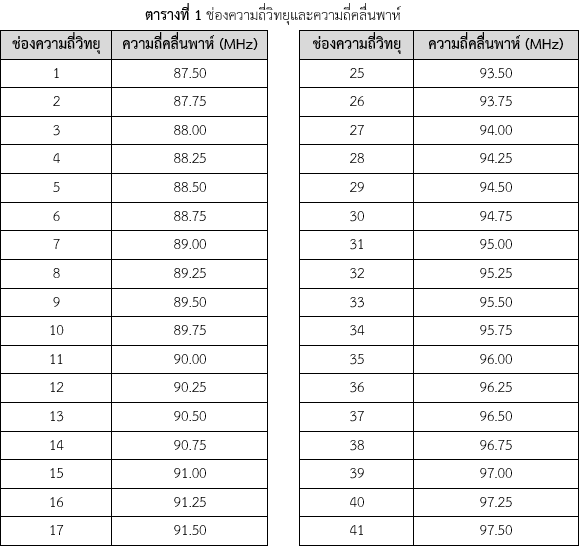 ตารางที่ 1 ช่องความถี่วิทยุและความถี่คลื่นพาห์
ช่องความถี่วิทยุ ความถี่คลื่นพาห์ (MHz) ช่องความถี่วิทยุ ความถี่คลื่นพาห์ (MHz)
1 87.50 25 93.50
2 87.75 26 93.75
3 88.00 27 94.00
4 88.25 28 94.25
5 88.50 29 94.50
6 88.75 30 94.75
7 89.00 31 95.00
8 89.25 32 95.25
9 89.50 33 95.50
10 89.75 34 95.75
11 90.00 35 96.00
12 90.25 36 96.25
13 90.50 37 96.50
14 90.75 38 96.75
15 91.00 39 97.00
16 91.25 40 97.25
17 91.50 41 97.50